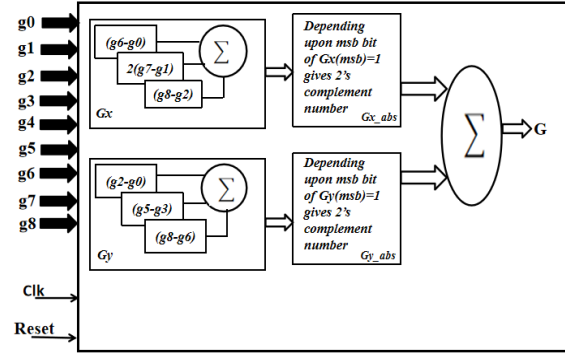 g0
g1
g2
g3
g4
g5
g6
g7
g8
Clk
Reset
(g6-g0)
2(g7-g1)
(g8-g2)
∑
Gx
Depending
upon msb bit
of Gx(msb)=1
gives 2's
complement
number
Gx_abs
(g2-g0)
(g5-g3)
(g8-g6)
∑
Gy
Depending
upon msb bit
of Gy(msb)=1
gives 2's
complement
number
Gy_abs
∑
G